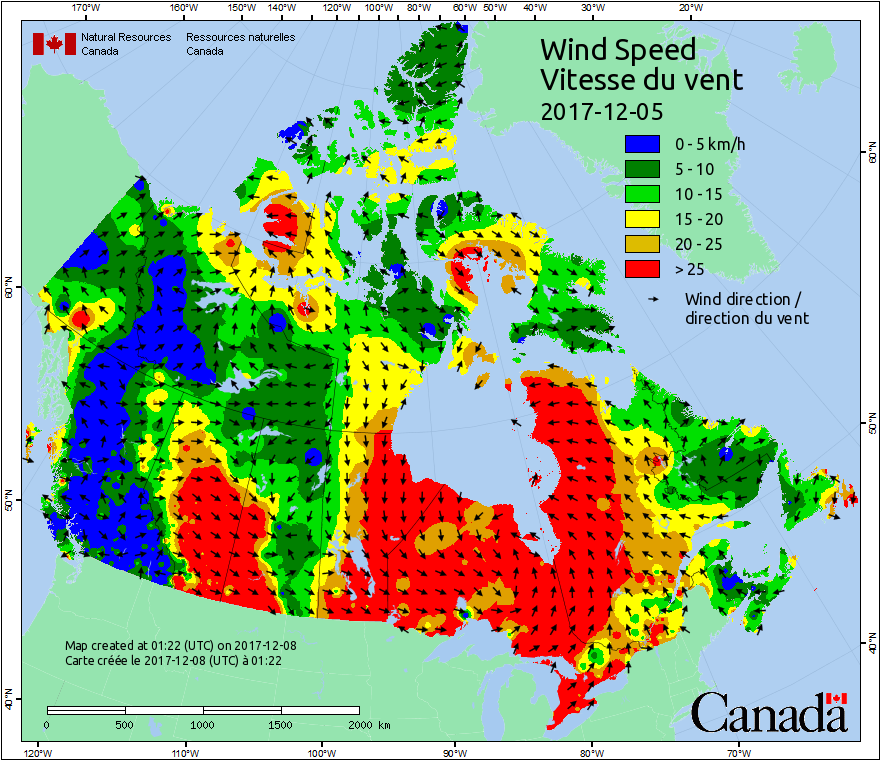 170°W 160°W 150°W 140°W 120°W 100°W 80°W 60°W 50°W 40°W 30°W 20°W
Natural Resources Ressources naturelles
Canada Canada
Wind Speed
Vitesse du vent
2017-12-05
0 - 5 km/h
5 - 10
10 - 15
15 - 20
20 - 25
> 25
Wind direction /
direction du vent
60°N
60°N
50°N
50°N
40°N
40°N
Map created at 01:22 (UTC) on 2017-12-08
Carte créée le 2017-12-08 (UTC) à 01:22
0 500 1000 1500 2000 km
Canada
120°W 110°W 100°W 90°W 80°W 70°W